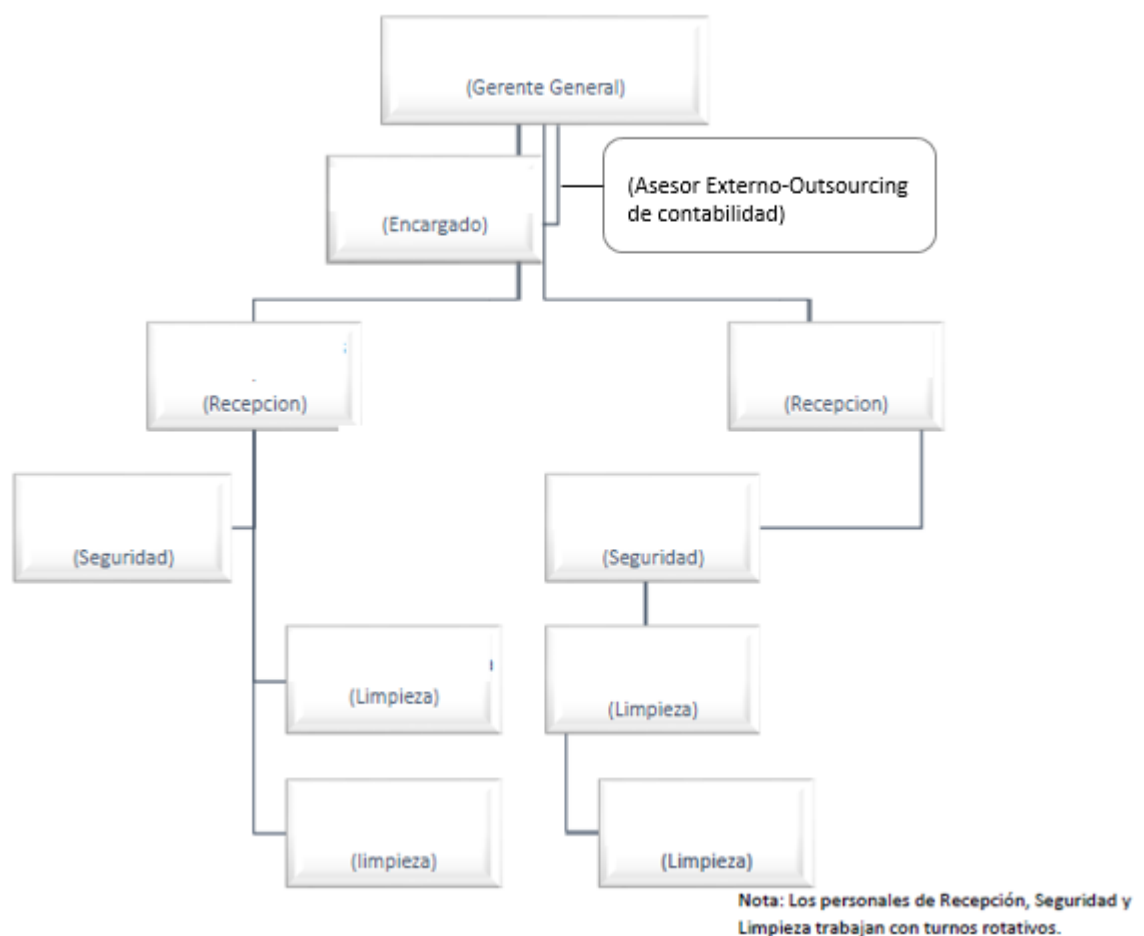 (Gerente General)
(Asesor Externo-Outsourcing
de contabilidad)
(Encargado)
(Recepcion)
(Recepcion)
(Seguridad)
(Seguridad)
(Limpieza)
(Limpieza)
(limpieza)
(Limpieza)
Nota: Los personales de Recepción, Seguridad y
Limpieza trabajan con turnos rotativos.